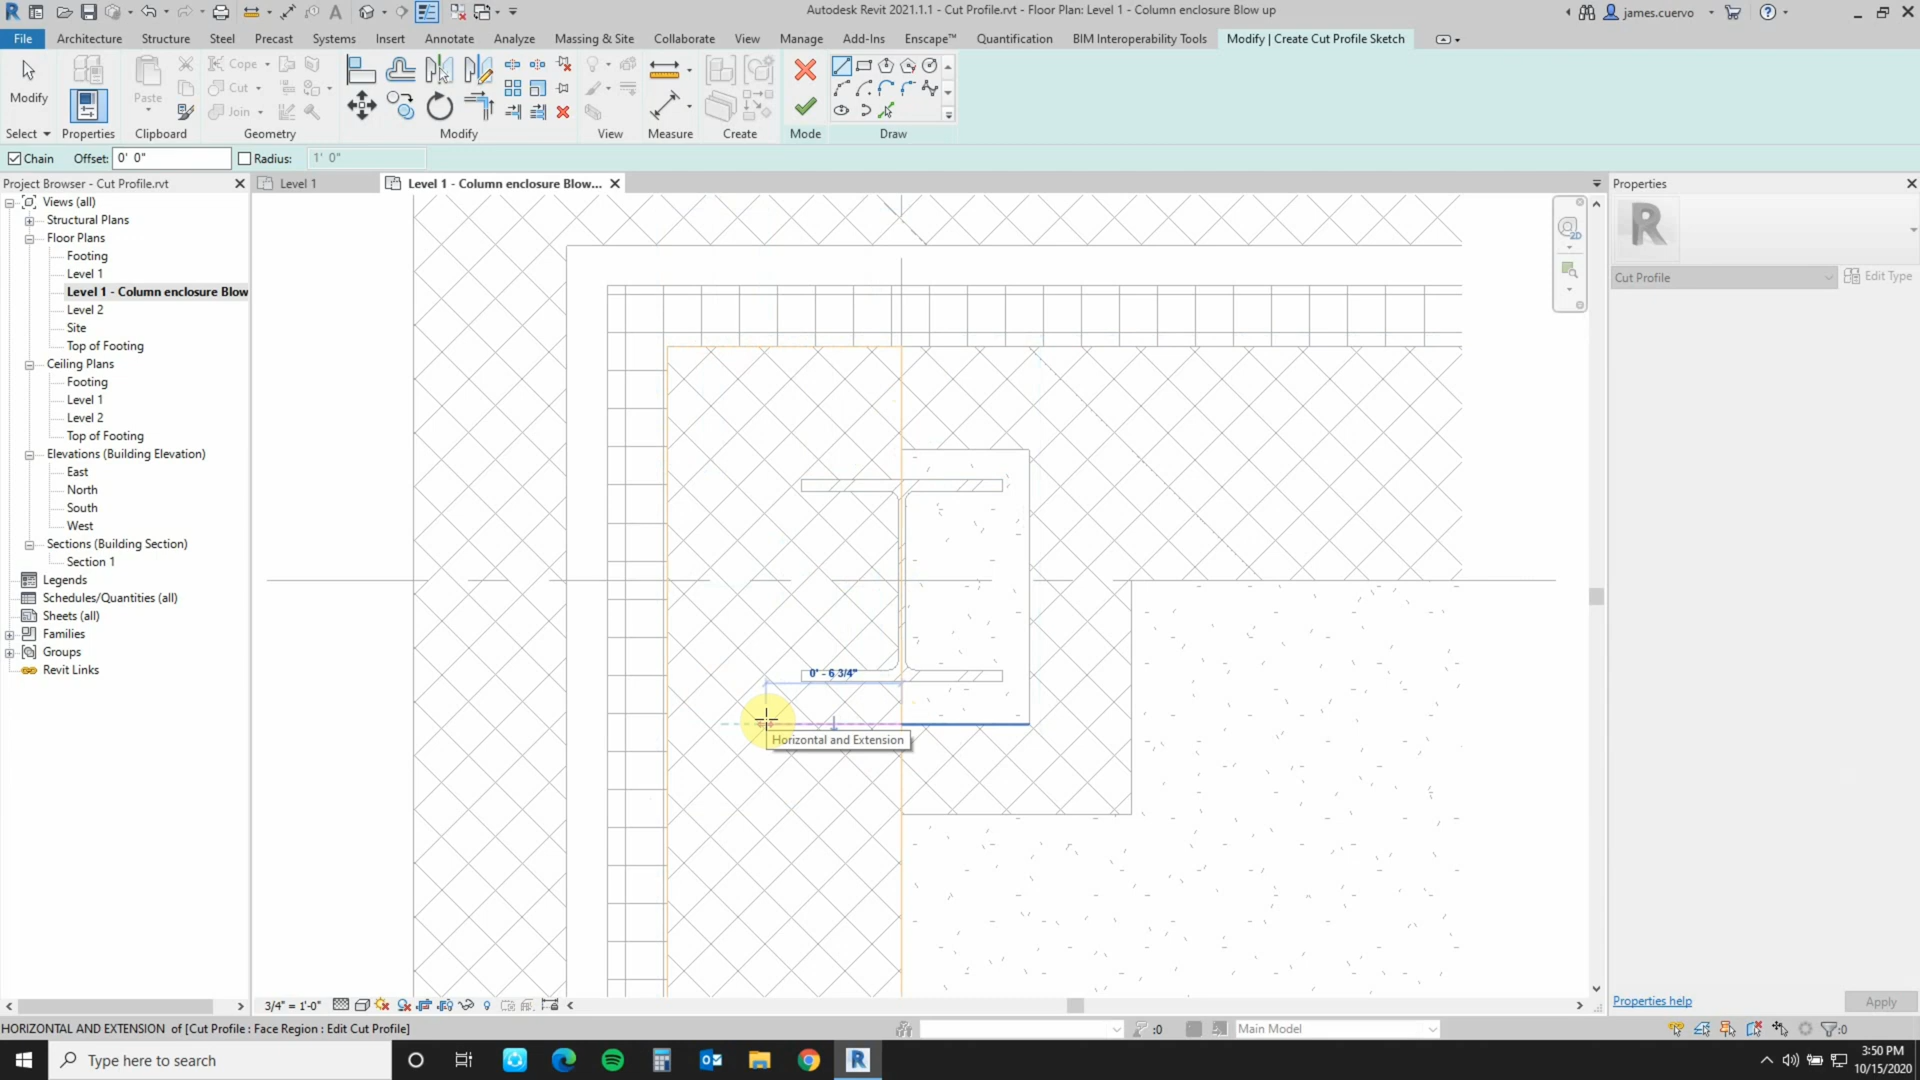 Autodesk Revit 2021.1.1 - Cut Profile.rvt - Floor Plan: Level 1 - Column enclosure Blow up
james.cuervo
File
Architecture
Structure
Steel
Precast
Systems
Insert
Annotate
Analyze
Massing & Site
Collaborate
View
Manage
Add-Ins
Enscape™
Quantification
BIM Interoperability Tools
Modify | Create Cut Profile Sketch
Modify
Paste
Cope
Cut
Join
Select
Properties
Clipboard
Geometry
Modify
View
Measure
Create
Mode
Draw
Chain
Offset:
0' 0"
Radius:
1' 0"
Project Browser - Cut Profile.rvt
Level 1
Level 1 - Column enclosure Blow...
Properties
Views (all)
Structural Plans
Floor Plans
Footing
Level 1
Level 1 - Column enclosure Blow
Level 2
Site
Top of Footing
Ceiling Plans
Footing
Level 1
Level 2
Top of Footing
Elevations (Building Elevation)
East
North
South
West
Sections (Building Section)
Section 1
Legends
Schedules/Quantities (all)
Sheets (all)
Families
Groups
Revit Links
2D
Cut Profile
Edit Type
0' - 6 3/4"
Horizontal and Extension
3/4" = 1'-0"
Properties help
Apply
HORIZONTAL AND EXTENSION of [Cut Profile : Face Region : Edit Cut Profile]
:0
Main Model
:0
Type here to search
3:50 PM
10/15/2020